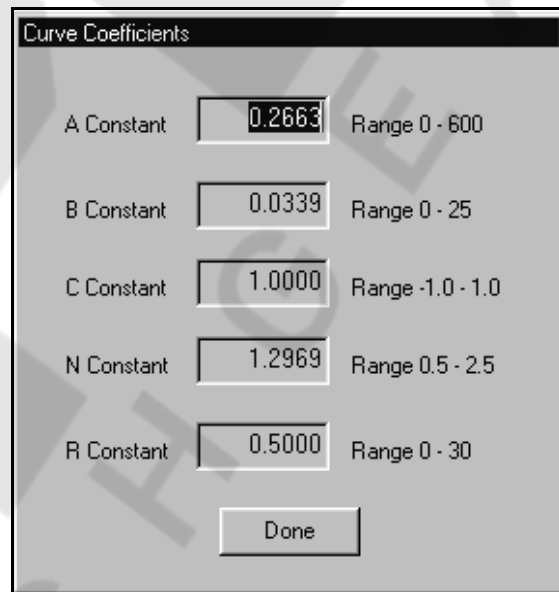 Curve Coefficients
A Constant 0.2663 Range 0 - 600
B Constant 0.0339 Range 0 - 25
C Constant 1.0000 Range -1.0 - 1.0
N Constant 1.2969 Range 0.5 - 2.5
R Constant 0.5000 Range 0 - 30
Done